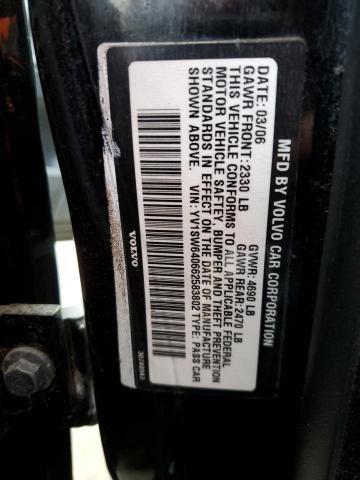 MFD BY VOLVO CAR CORPORATION
DATE: 03/06 GVWR: 4690 LB
GAWR FRONT: 2330 LB GAWR REAR: 2470 LB
THIS VEHICLE CONFORMS TO ALL APPLICABLE FEDERAL
MOTOR VEHICLE SAFTEY, BUMPER AND THEFT PREVENTION
STANDARDS IN EFFECT ON THE DATE OF MANUFACTURE
SHOWN ABOVE. VIN: YV1SW640662583802 TYPE: PASS CAR
VOLVO 30740943